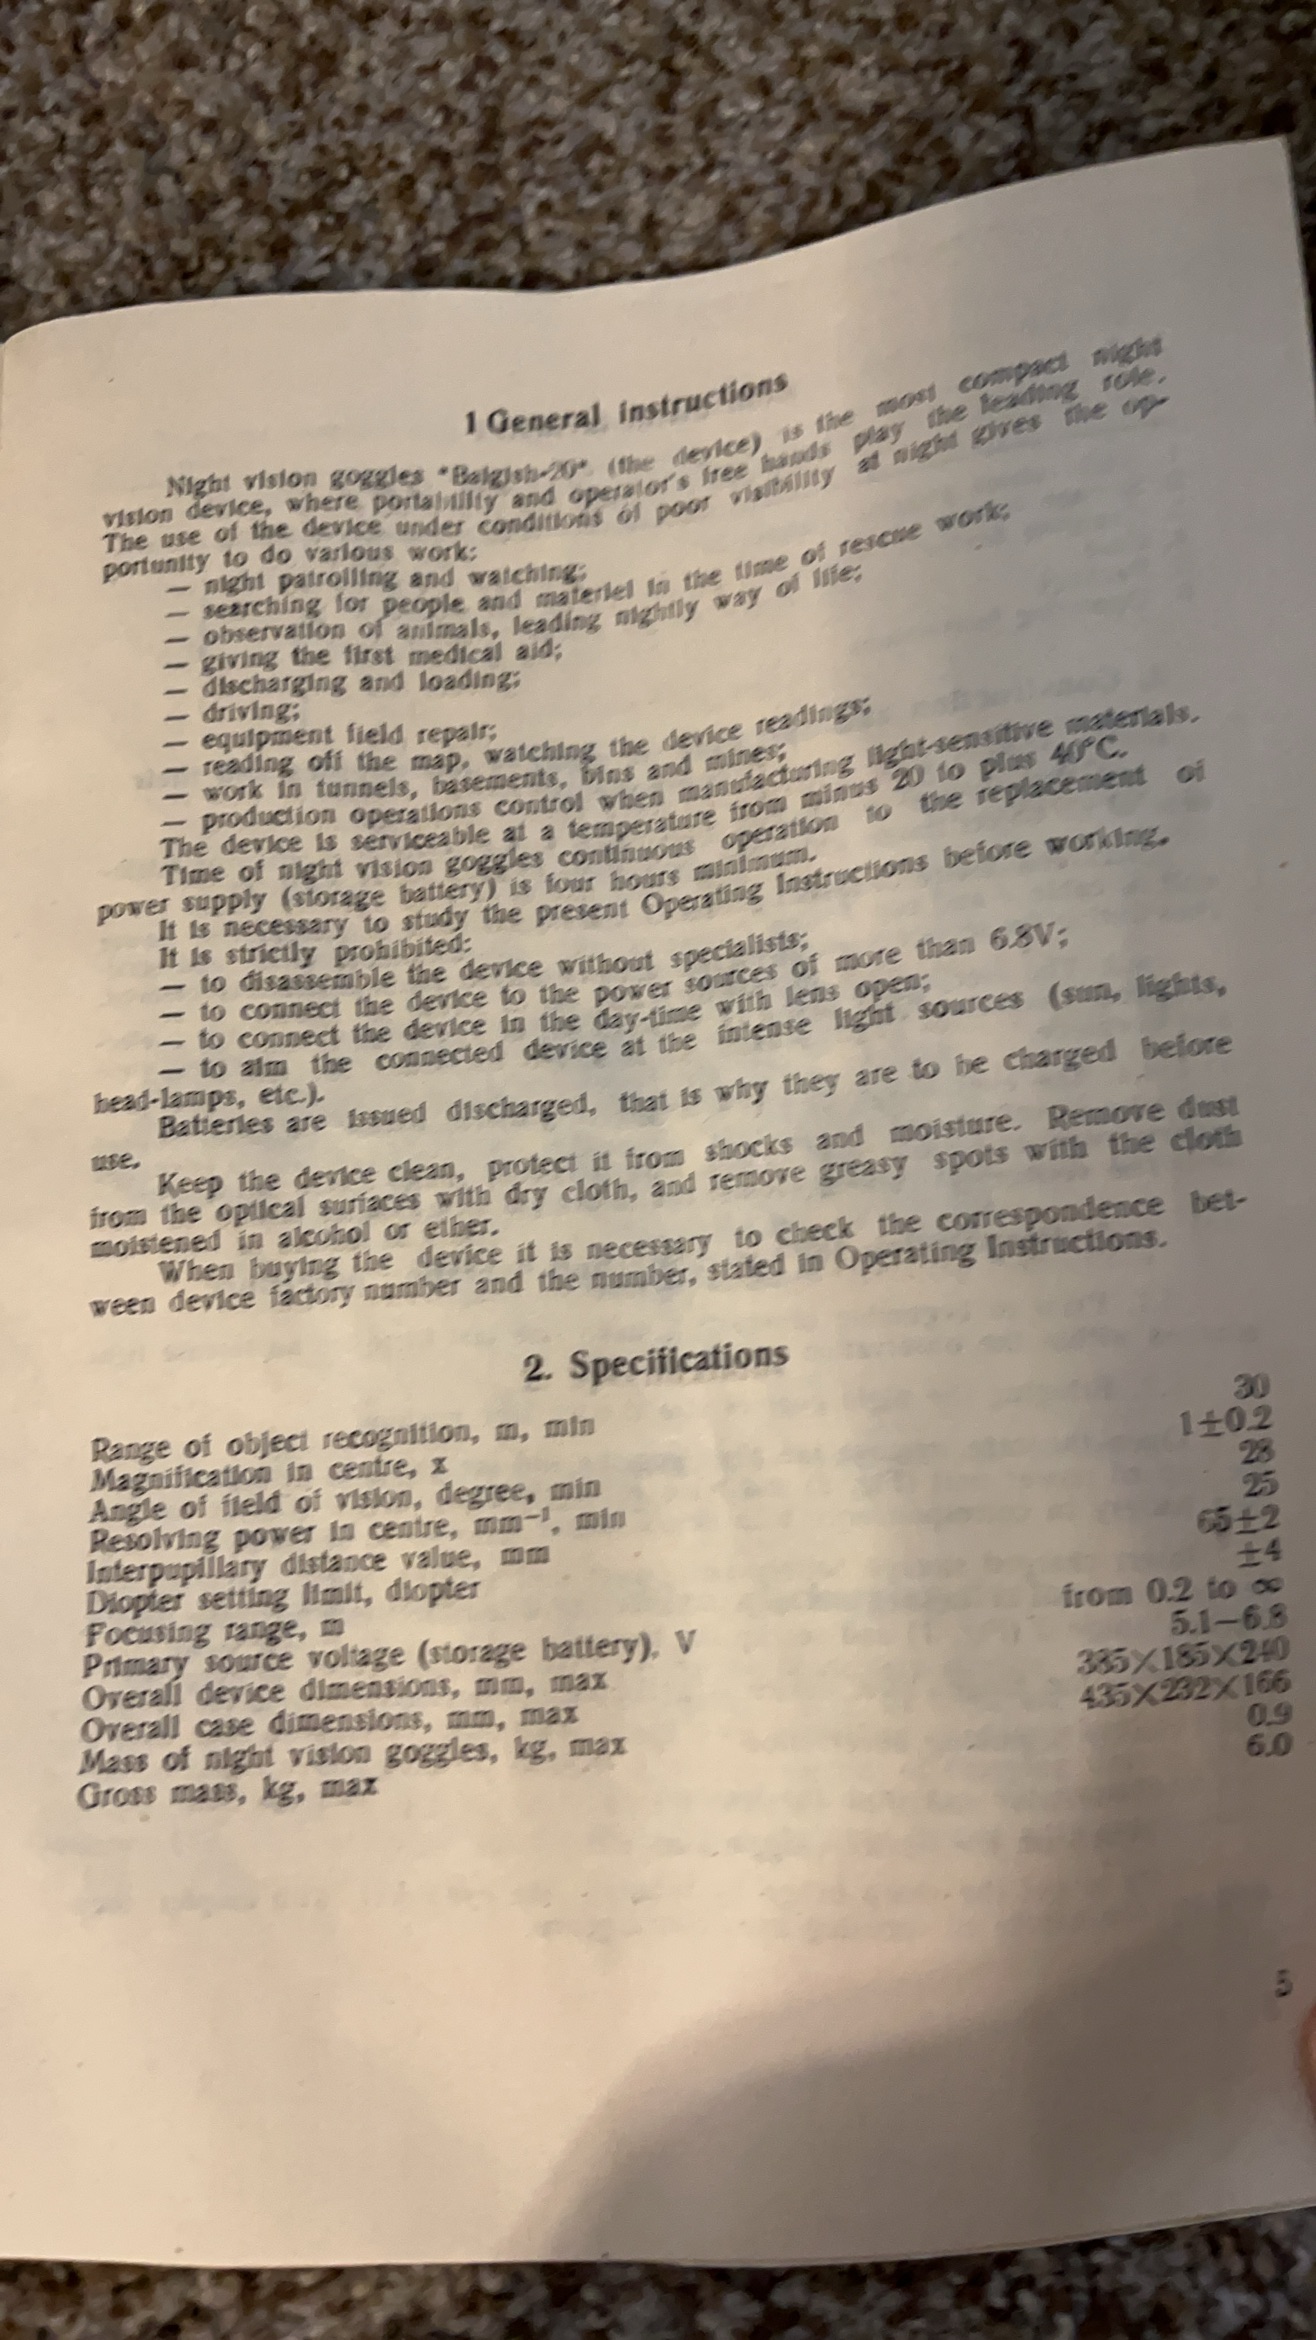 1 General instructions
Night vision goggles "Baigish-20" (the device) is the most compact night
vision device, where portability and operator's free hands play the leading role.
The use of the device under conditions of poor visibility at night gives the op-
portunity to do various work:
— night patrolling and watching;
— searching for people and materiel in the time of rescue work;
— observation of animals, leading nightly way of life;
— giving the first medical aid;
— discharging and loading;
— driving;
— equipment field repair;
— reading off the map, watching the device readings;
— work in tunnels, basements, bins and mines;
— production operations control when manufacturing light-sensitive materials.
The device is serviceable at a temperature from minus 20 to plus 40°C.
Time of night vision goggles continuous operation to the replacement of
power supply (storage battery) is four hours minimum.
It is necessary to study the present Operating Instructions before working.
It is strictly prohibited:
— to disassemble the device without specialists;
— to connect the device to the power sources of more than 6.8V;
— to connect the device in the day-time with lens open;
— to aim the connected device at the intense light sources (sun, lights,
head-lamps, etc.).
Batteries are issued discharged, that is why they are to be charged before
use.
Keep the device clean, protect it from shocks and moisture. Remove dust
from the optical surfaces with dry cloth, and remove greasy spots with the cloth
moistened in alcohol or ether.
When buying the device it is necessary to check the correspondence bet-
ween device factory number and the number, stated in Operating Instructions.
2. Specifications
Range of object recognition, m, min 30
Magnification in centre, x 1±0.2
Angle of field of vision, degree, min 28
Resolving power in centre, mm⁻¹, min 25
Interpupillary distance value, mm 65±2
Diopter setting limit, diopter ±4
Focusing range, m from 0.2 to ∞
Primary source voltage (storage battery), V 5.1—6.8
Overall device dimensions, mm, max 385×185×240
Overall case dimensions, mm, max 435×232×166
Mass of night vision goggles, kg, max 0.9
Gross mass, kg, max 6.0
5